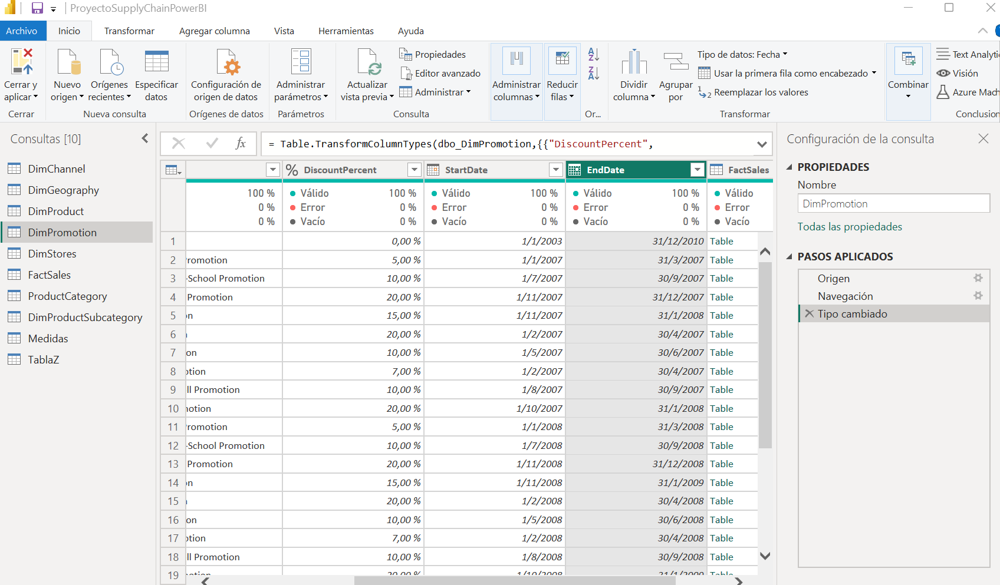 ProyectoSupplyChainPowerBI
Archivo Inicio Transformar Agregar columna Vista Herramientas Ayuda
Cerrar y aplicar
Cerrar
Nuevo origen
Orígenes recientes
Especificar datos
Nueva consulta
Configuración de origen de datos
Orígenes de datos
Administrar parámetros
Parámetros
Actualizar vista previa
Propiedades
Editor avanzado
Administrar
Consulta
Administrar columnas
Reducir filas
Or...
Dividir columna
Agrupar por
Tipo de datos: Fecha
Usar la primera fila como encabezado
Reemplazar los valores
Transformar
Combinar
Text Analyti
Visión
Azure Mach
Conclusion
Consultas [10]
DimChannel
DimGeography
DimProduct
DimPromotion
DimStores
FactSales
ProductCategory
DimProductSubcategory
Medidas
TablaZ
fx = Table.TransformColumnTypes(dbo_DimPromotion,{{"DiscountPercent",
% DiscountPercent StartDate EndDate FactSales
100 % Válido 100 % Válido 100 % Válido 100 % Válido
0 % Error 0 % Error 0 % Error 0 % Error
0 % Vacío 0 % Vacío 0 % Vacío 0 % Vacío
1 0,00 % 1/1/2003 31/12/2010 Table
2 romotion 5,00 % 1/1/2007 31/3/2007 Table
3 -School Promotion 10,00 % 1/7/2007 30/9/2007 Table
4 Promotion 20,00 % 1/11/2007 31/12/2007 Table
5 n 15,00 % 1/11/2007 31/1/2008 Table
6 20,00 % 1/2/2007 30/4/2007 Table
7 on 10,00 % 1/5/2007 30/6/2007 Table
8 otion 7,00 % 1/2/2007 30/4/2007 Table
9 ll Promotion 10,00 % 1/8/2007 30/9/2007 Table
10 notion 20,00 % 1/10/2007 31/1/2008 Table
11 romotion 5,00 % 1/1/2008 31/3/2008 Table
12 -School Promotion 10,00 % 1/7/2008 30/9/2008 Table
13 Promotion 20,00 % 1/11/2008 31/12/2008 Table
14 n 15,00 % 1/11/2008 31/1/2009 Table
15 20,00 % 1/2/2008 30/4/2008 Table
16 on 10,00 % 1/5/2008 30/6/2008 Table
17 otion 7,00 % 1/2/2008 30/4/2008 Table
18 ll Promotion 10,00 % 1/8/2008 30/9/2008 Table
19 20,00 % 1/10/2008 31/1/2009 Table
Configuración de la consulta
PROPIEDADES
Nombre
DimPromotion
Todas las propiedades
PASOS APLICADOS
Origen
Navegación
Tipo cambiado